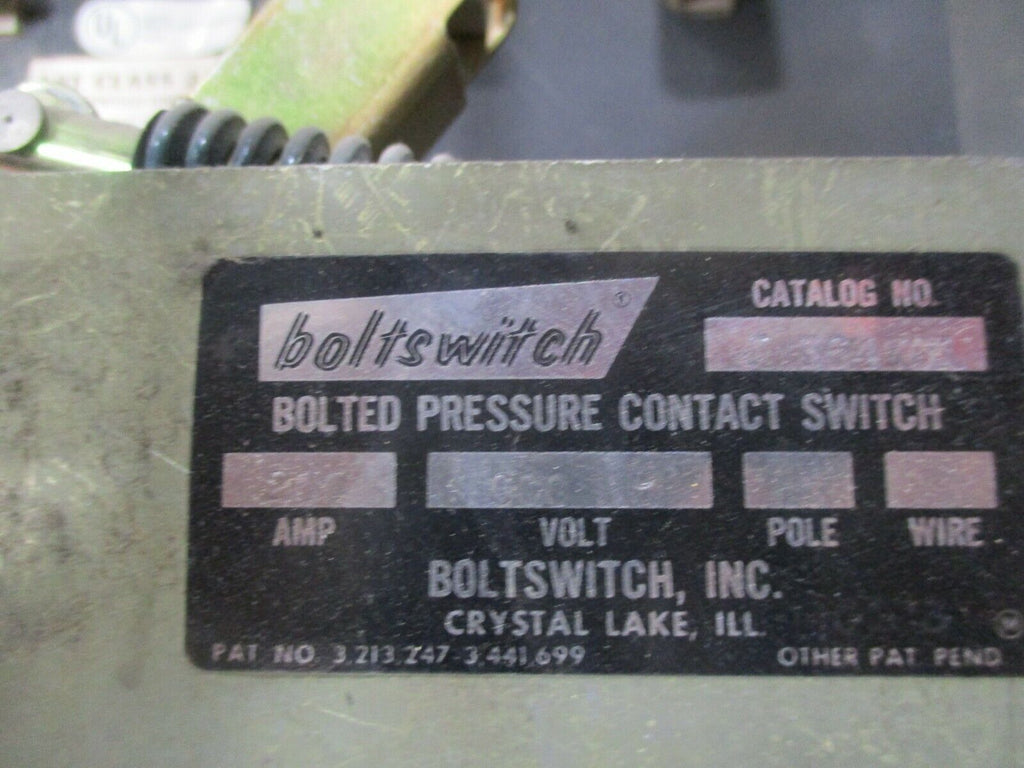 boltswitch
CATALOG NO.
BOLTED PRESSURE CONTACT SWITCH
AMP VOLT POLE WIRE
BOLTSWITCH, INC.
CRYSTAL LAKE, ILL.
PAT NO. 3,213,247-3,441,699 OTHER PAT PEND